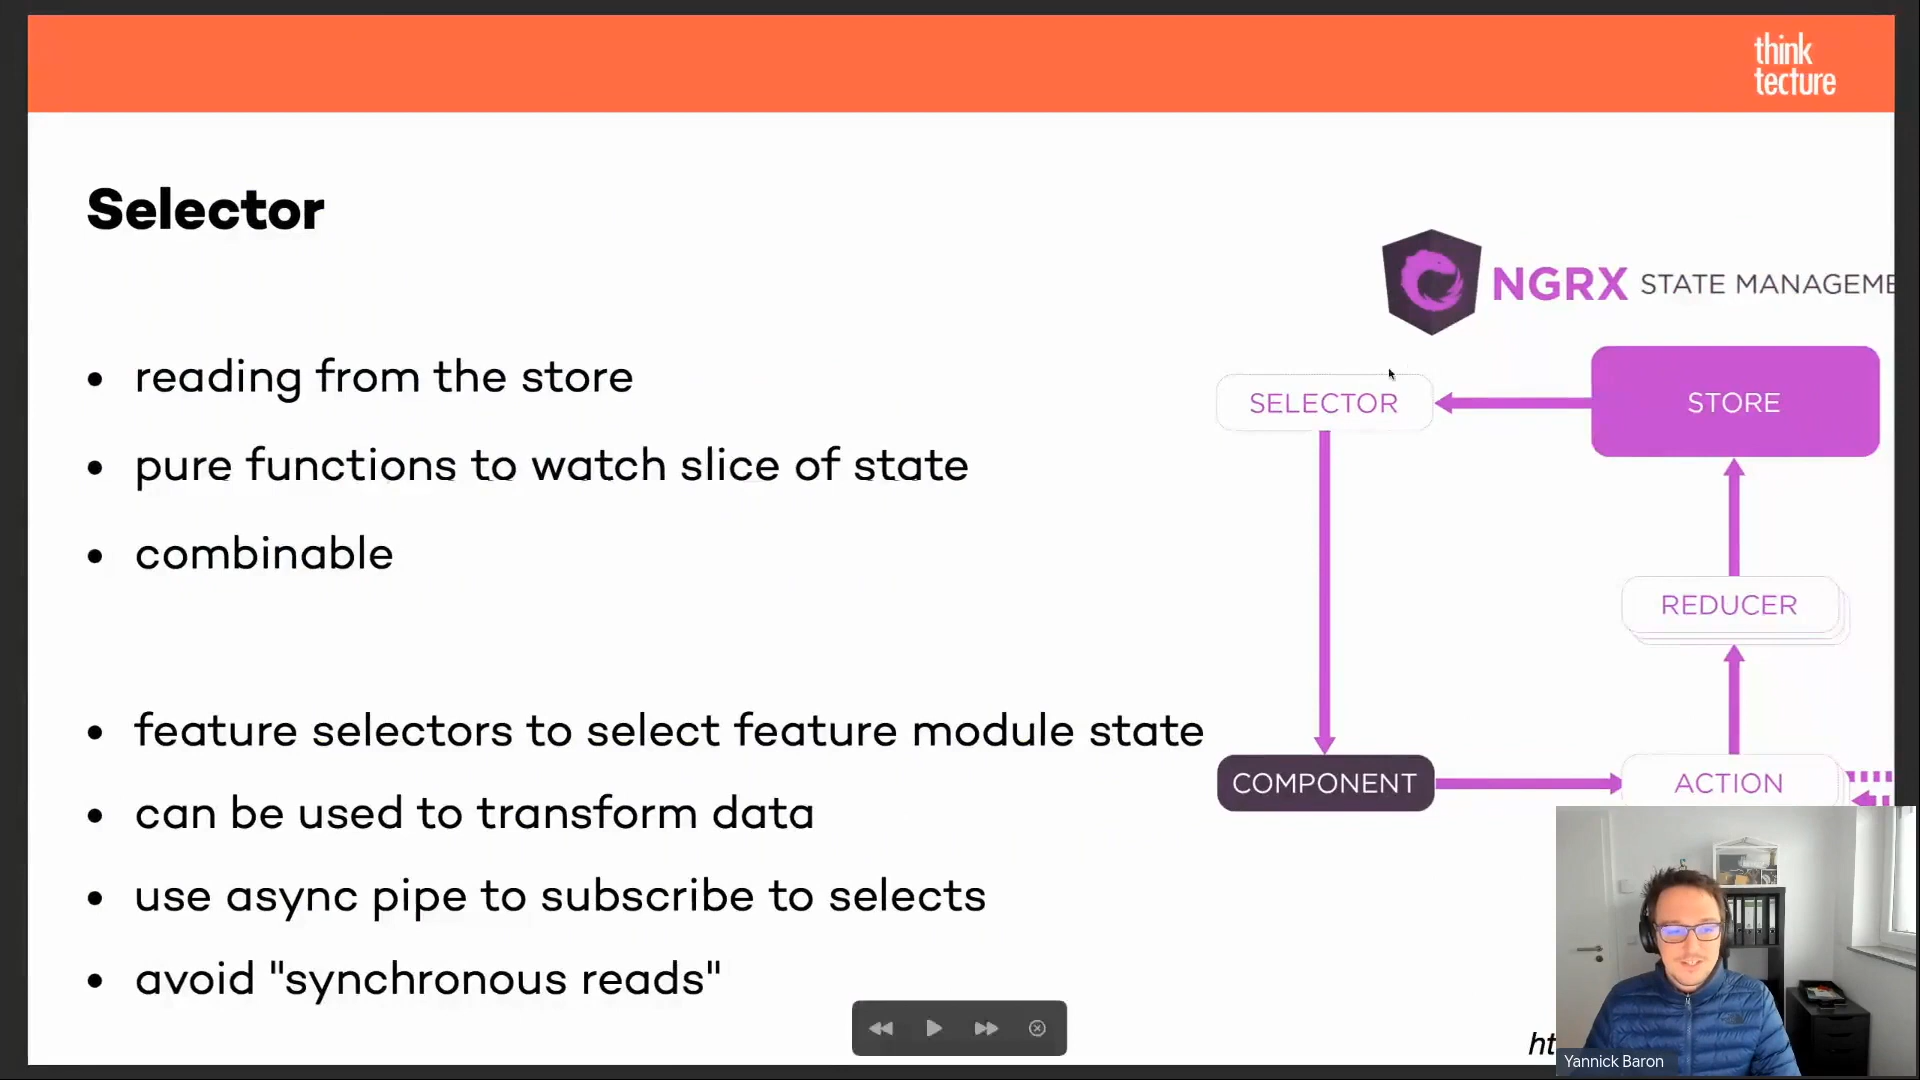 think
tecture
Selector
• reading from the store
• pure functions to watch slice of state
• combinable
• feature selectors to select feature module state
• can be used to transform data
• use async pipe to subscribe to selects
• avoid "synchronous reads"
NGRX STATE MANAGEME
SELECTOR
STORE
REDUCER
COMPONENT
ACTION
ht
Yannick Baron